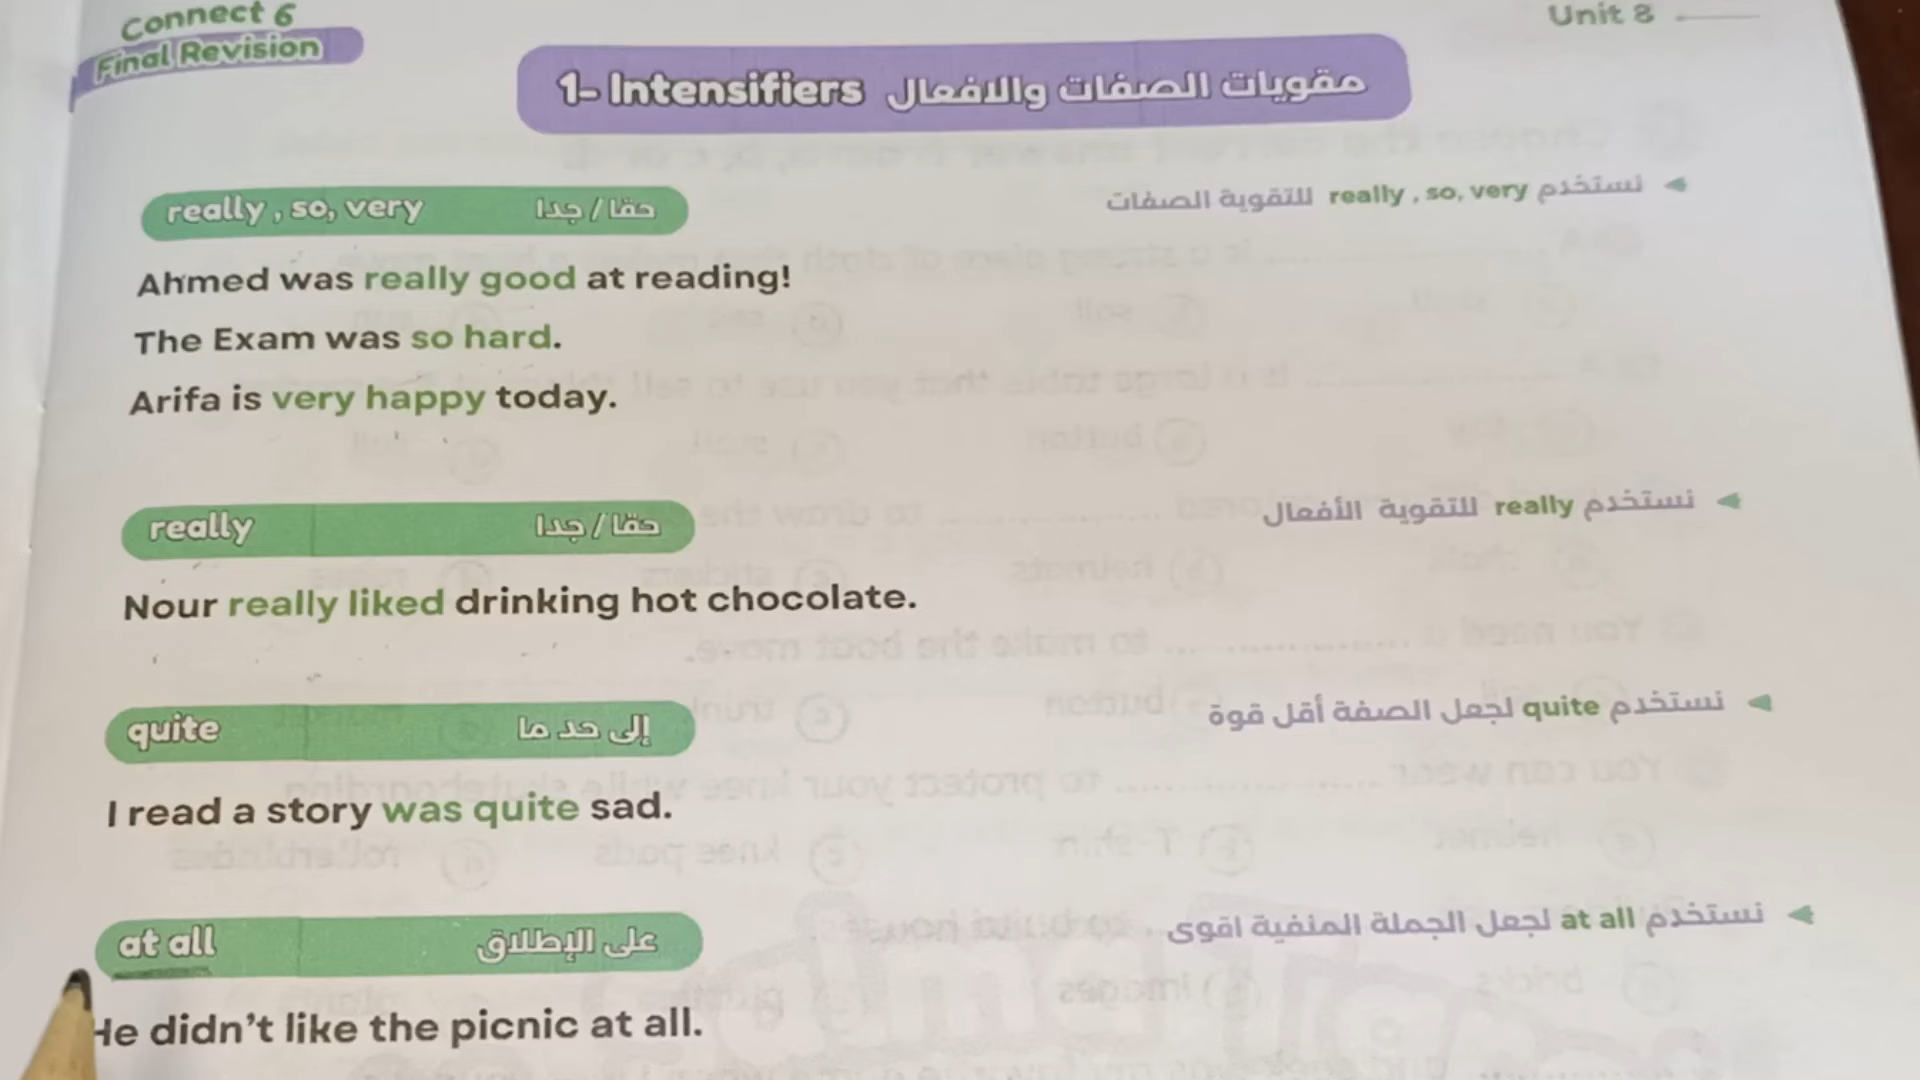 Connect 6
Final Revision
Unit 8
1- Intensifiers مقويات الصفات والافعال
really , so, very حقا / جدا
نستخدم really , so, very للتقوية الصفات
Ahmed was really good at reading!
The Exam was so hard.
Arifa is very happy today.
really حقا / جدا
نستخدم really للتقوية الأفعال
Nour really liked drinking hot chocolate.
quite إلى حد ما
نستخدم quite لجعل الصفة أقل قوة
I read a story was quite sad.
at all على الإطلاق
نستخدم at all لجعل الجملة المنفية اقوى
He didn't like the picnic at all.